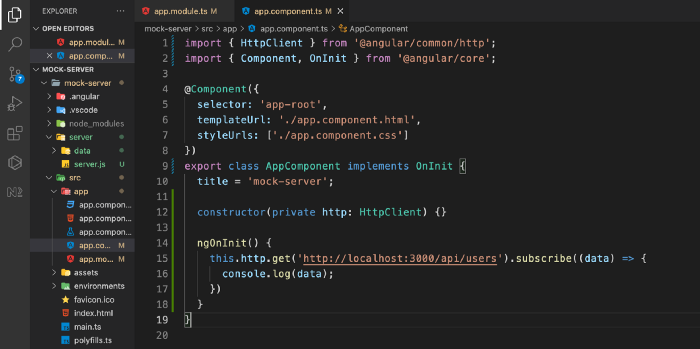 EXPLORER
OPEN EDITORS
app.modul... M
app.comp... M
MOCK-SERVER
mock-server
.angular
.vscode
node_modules
server
data
server.js U
src
app
app.compon...
app.compon...
app.compon...
app.co... M
app.mo... M
assets
environments
favicon.ico
index.html
main.ts
polyfills.ts
7
app.module.ts M
app.component.ts M
mock-server > src > app > app.component.ts > AppComponent
1 import { HttpClient } from '@angular/common/http';
2 import { Component, OnInit } from '@angular/core';
3
4 @Component({
5 selector: 'app-root',
6 templateUrl: './app.component.html',
7 styleUrls: ['./app.component.css']
8 })
9 export class AppComponent implements OnInit {
10 title = 'mock-server';
11
12 constructor(private http: HttpClient) {}
13
14 ngOnInit() {
15 this.http.get('http://localhost:3000/api/users').subscribe((data) => {
16 console.log(data);
17 })
18 }
19 }
20